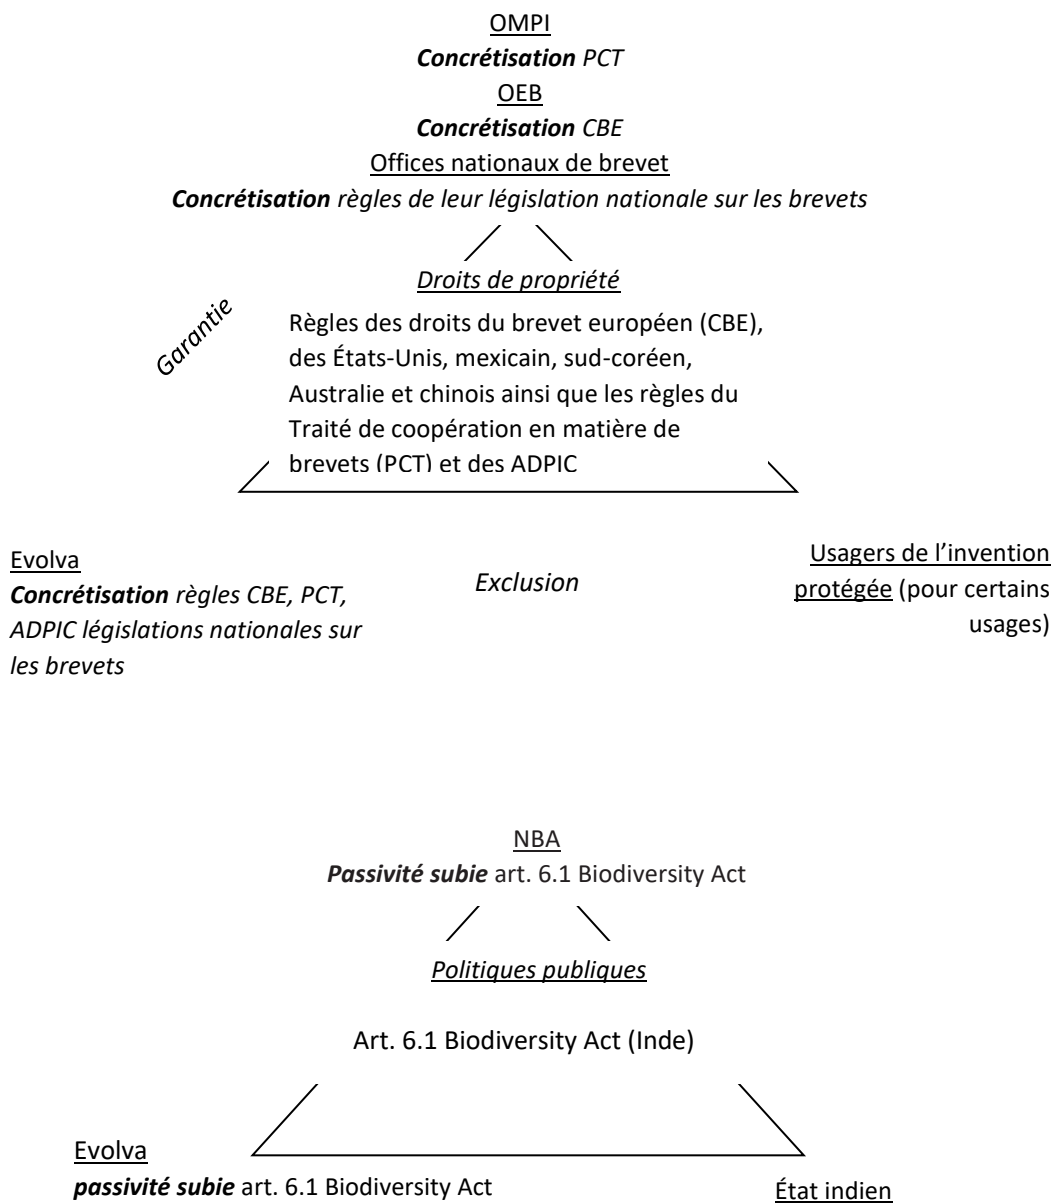 OMPI
Concrétisation PCT
OEB
Concrétisation CBE
Offices nationaux de brevet
Concrétisation règles de leur législation nationale sur les brevets
Droits de propriété
Garantie
Règles des droits du brevet européen (CBE),
des États-Unis, mexicain, sud-coréen,
Australie et chinois ainsi que les règles du
Traité de coopération en matière de
brevets (PCT) et des ADPIC
Evolva
Concrétisation règles CBE, PCT,
ADPIC législations nationales sur
les brevets
Exclusion
Usagers de l'invention
protégée (pour certains
usages)
NBA
Passivité subie art. 6.1 Biodiversity Act
Politiques publiques
Art. 6.1 Biodiversity Act (Inde)
Evolva
passivité subie art. 6.1 Biodiversity Act
État indien